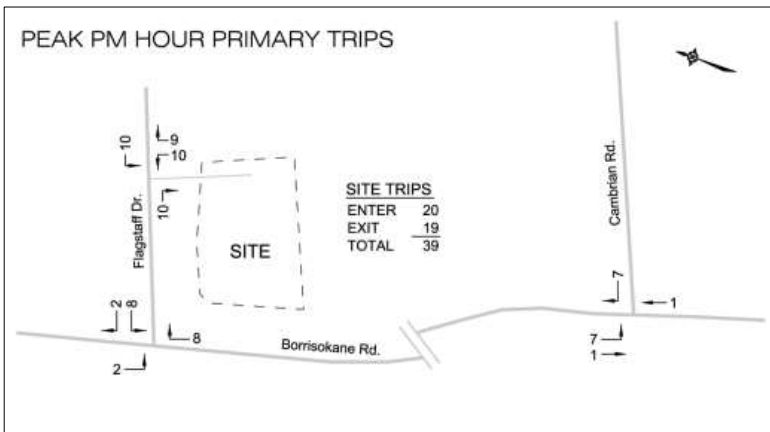 PEAK PM HOUR PRIMARY TRIPS
10
9
10
10
Flagstaff Dr.
SITE
SITE TRIPS
ENTER 20
EXIT 19
TOTAL 39
Cambrian Rd.
2 8
8
2
Borrisokane Rd.
7
1
7
1